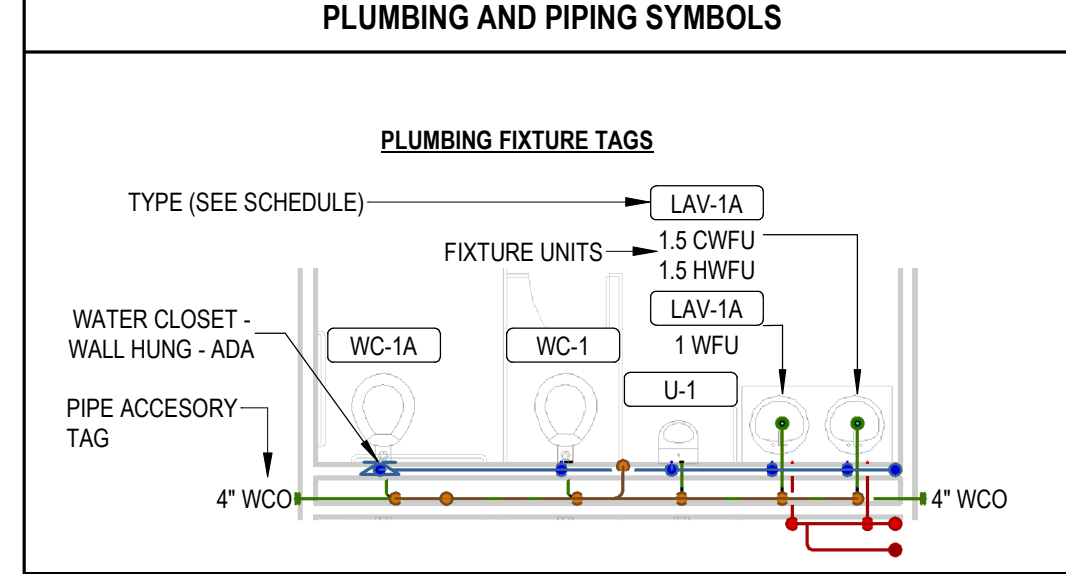 PLUMBING AND PIPING SYMBOLS
PLUMBING FIXTURE TAGS
TYPE (SEE SCHEDULE)
LAV-1A
FIXTURE UNITS
1.5 CWFU
1.5 HWFU
LAV-1A
1 WFU
WATER CLOSET -
WALL HUNG - ADA
WC-1A
WC-1
U-1
PIPE ACCESORY
TAG
4" WCO
4" WCO